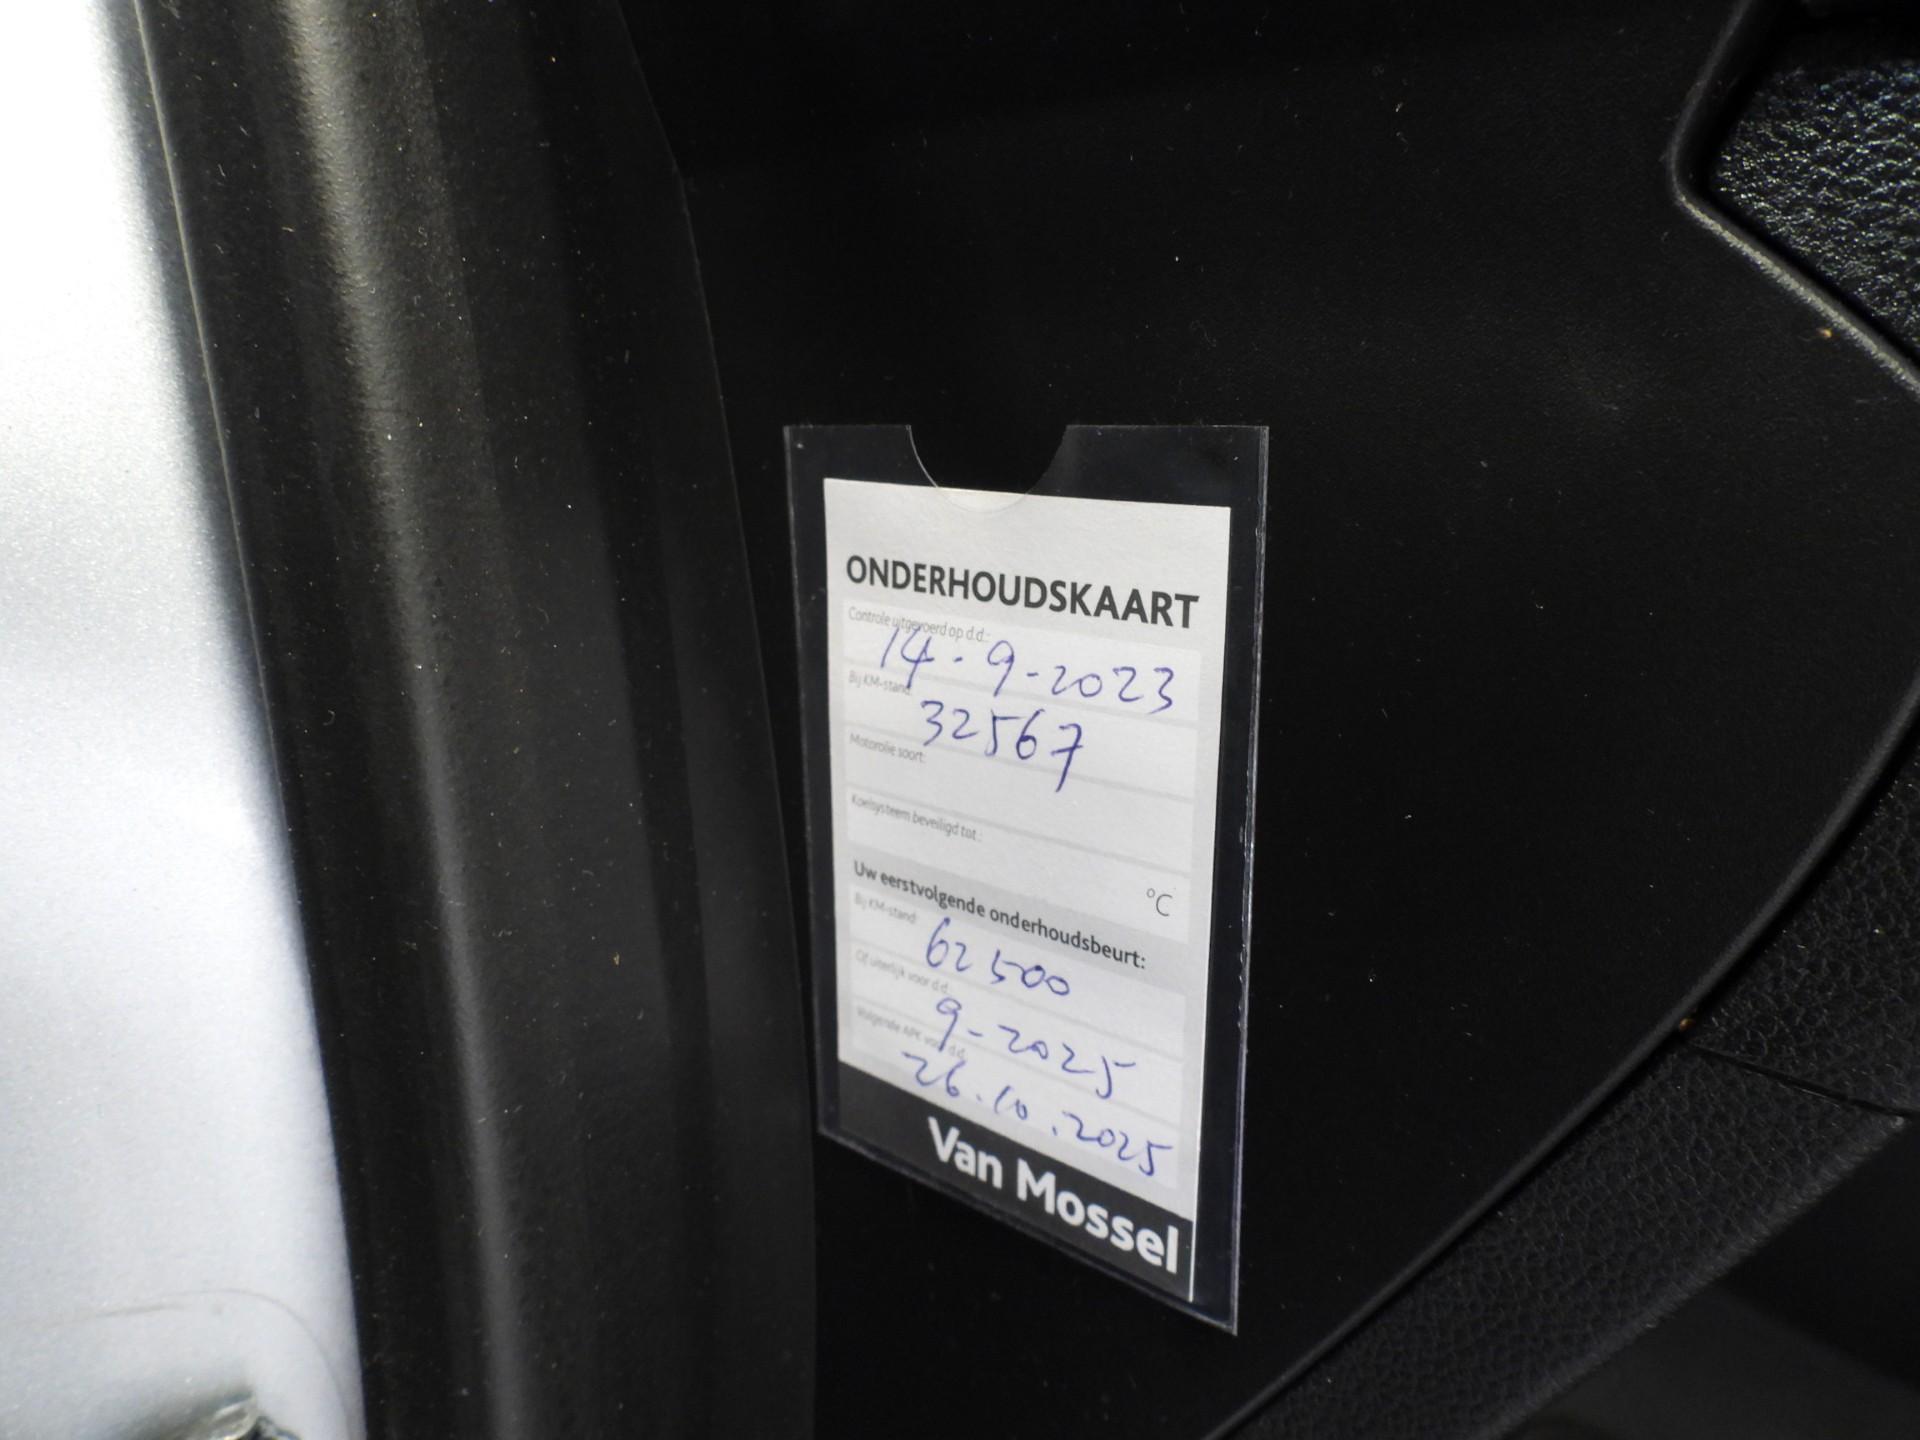 ONDERHOUDSKAART
Controle uitgevoerd op d.d.:
14-9-2023
Bij KM-stand:
32567
Motorolie soort:
Koelsysteem beveiligd tot.:
°C
Uw eerstvolgende onderhoudsbeurt:
Bij KM-stand:
62500
Of uiterlijk voor d.d.
9-2025
Volgende APK voor d.d.
26.10.2025
Van Mossel